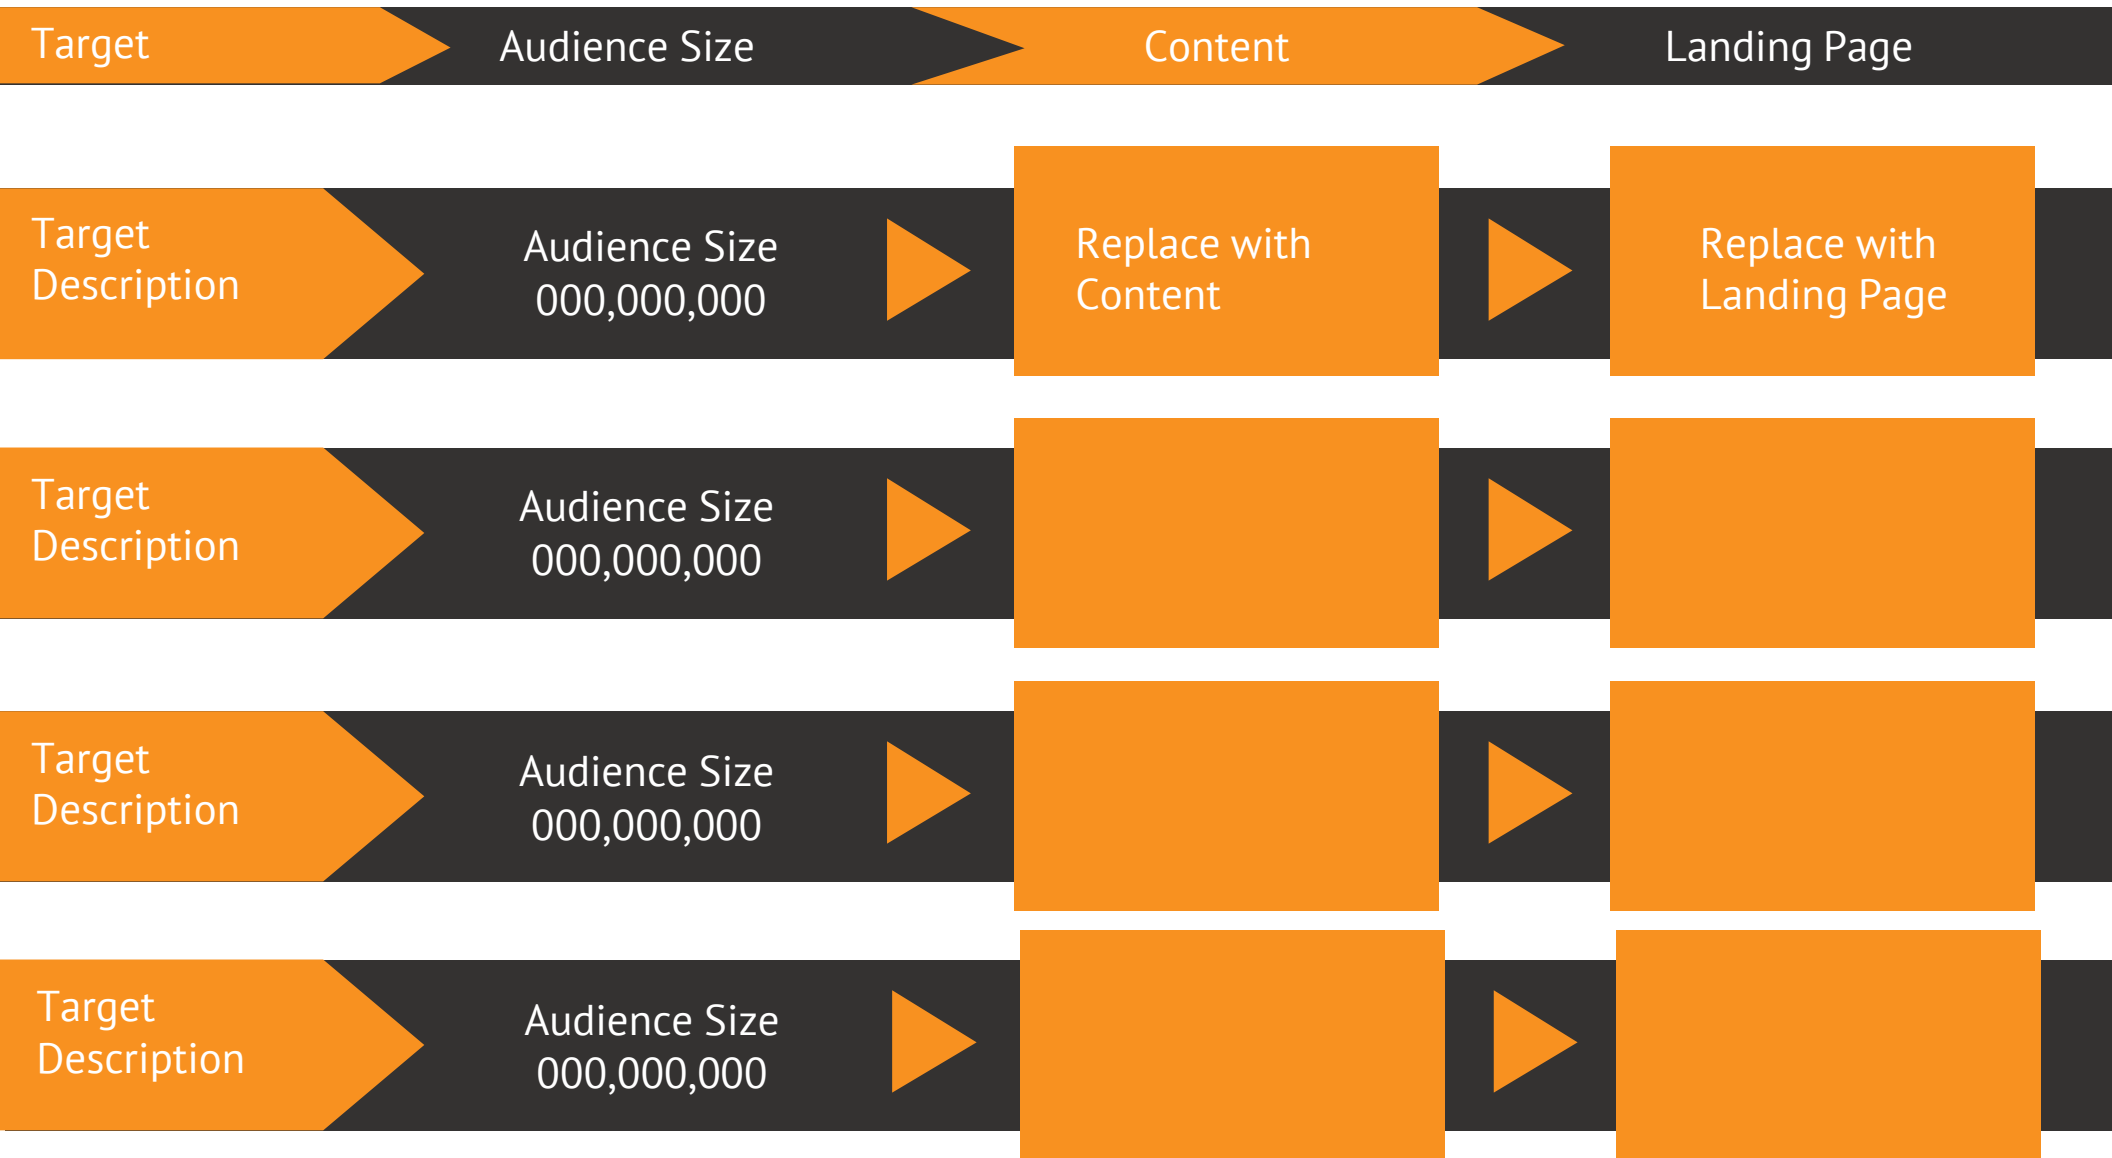 Target
Audience Size
Content
Landing Page
Target
Description
Audience Size
000,000,000
Replace with
Content
Replace with
Landing Page
Target
Description
Audience Size
000,000,000
Target
Description
Audience Size
000,000,000
Target
Description
Audience Size
000,000,000